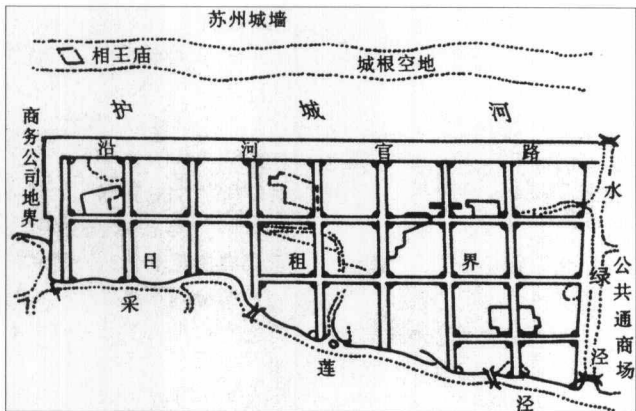 苏州城墙
相王庙
城根空地
护城河
沿河官路
商务公司地界
日租界
采莲泾
水绿泾
公共通商场